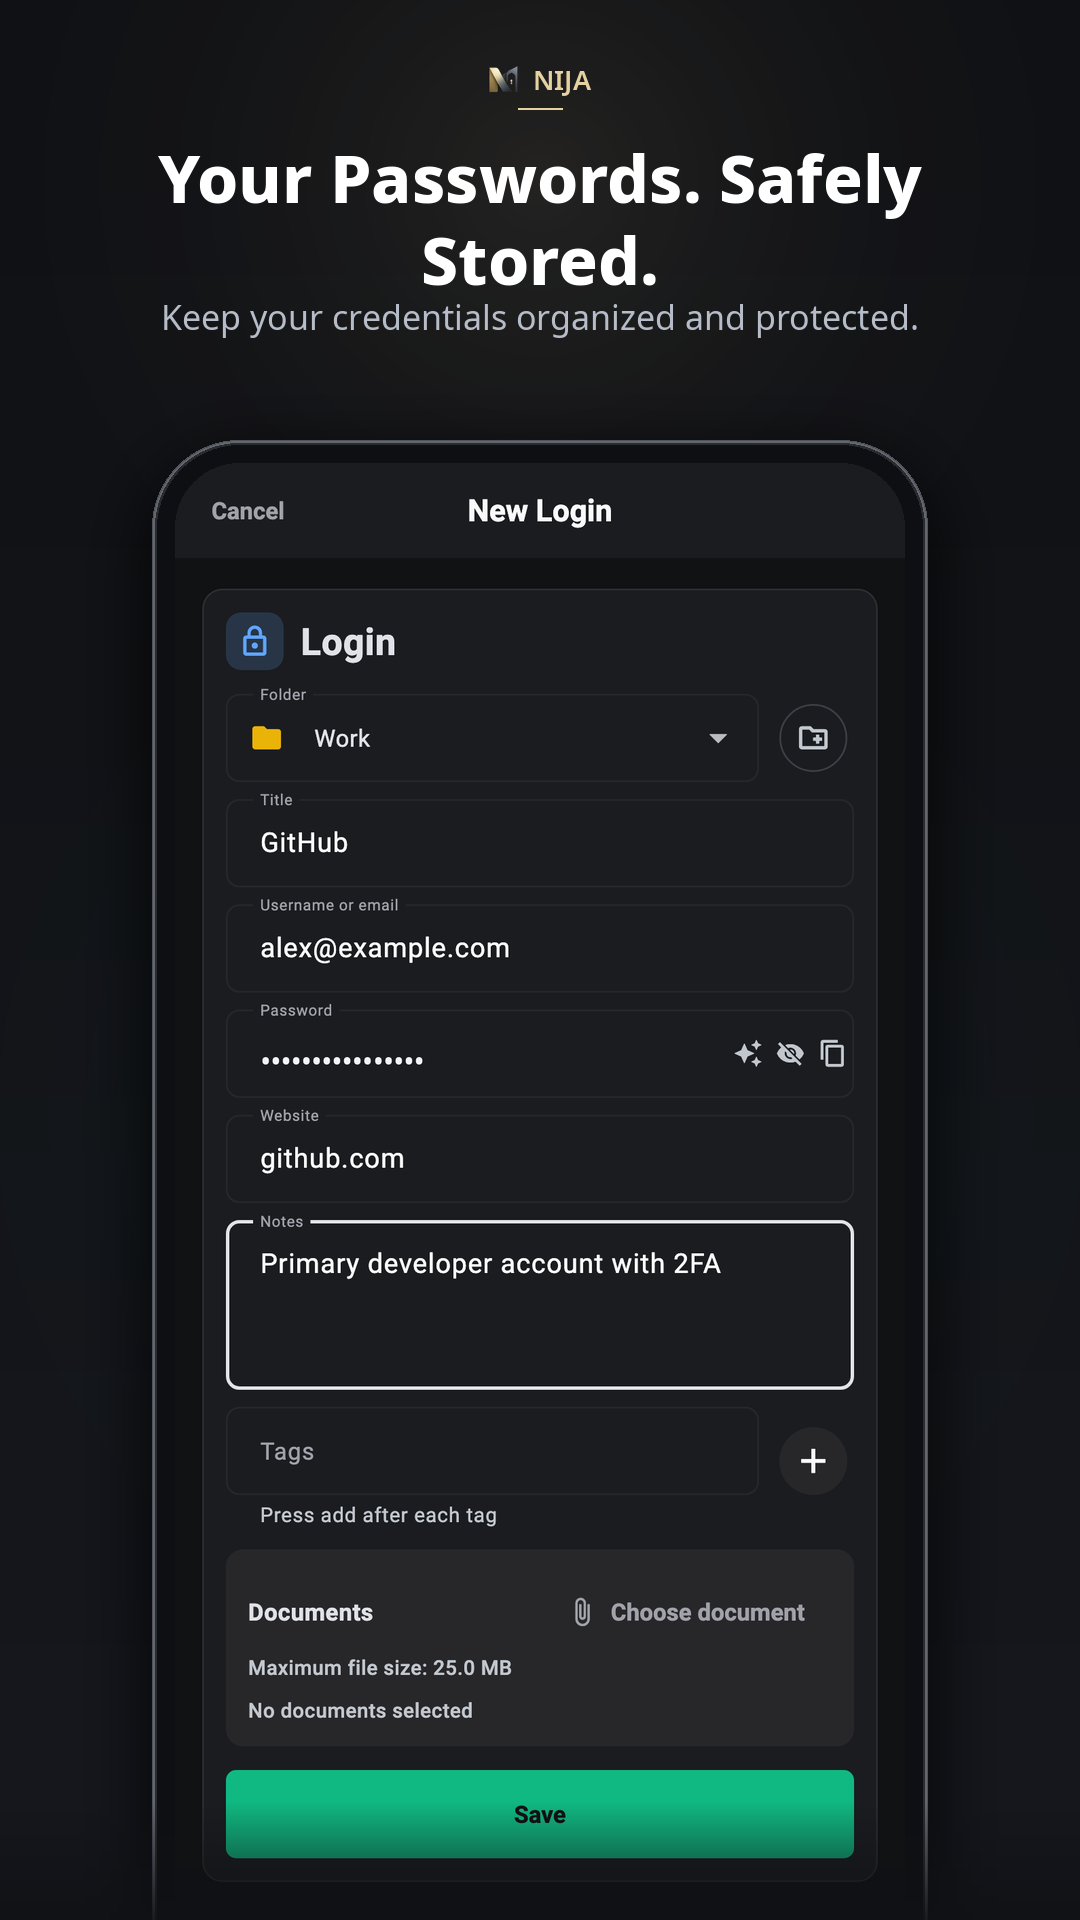 NIJA
Your Passwords. Safely
Stored.
Keep your credentials organized and protected.
Cancel
New Login
Login
Folder
Work
Title
GitHub
Username or email
alex@example.com
Password
••••••••••••••••
Website
github.com
Notes
Primary developer account with 2FA
Tags
Press add after each tag
Documents
Choose document
Maximum file size: 25.0 MB
No documents selected
Save